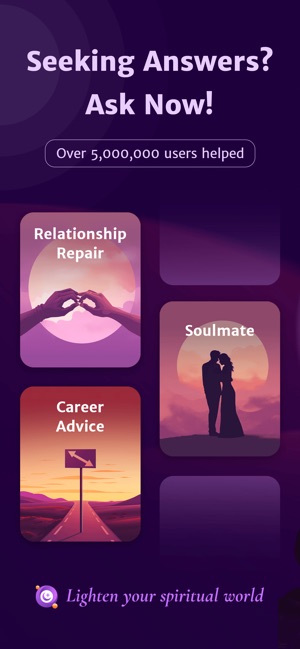 Seeking Answers?
Ask Now!
Over 5,000,000 users helped
Relationship
Repair
Soulmate
Career
Advice
Lighten your spiritual world